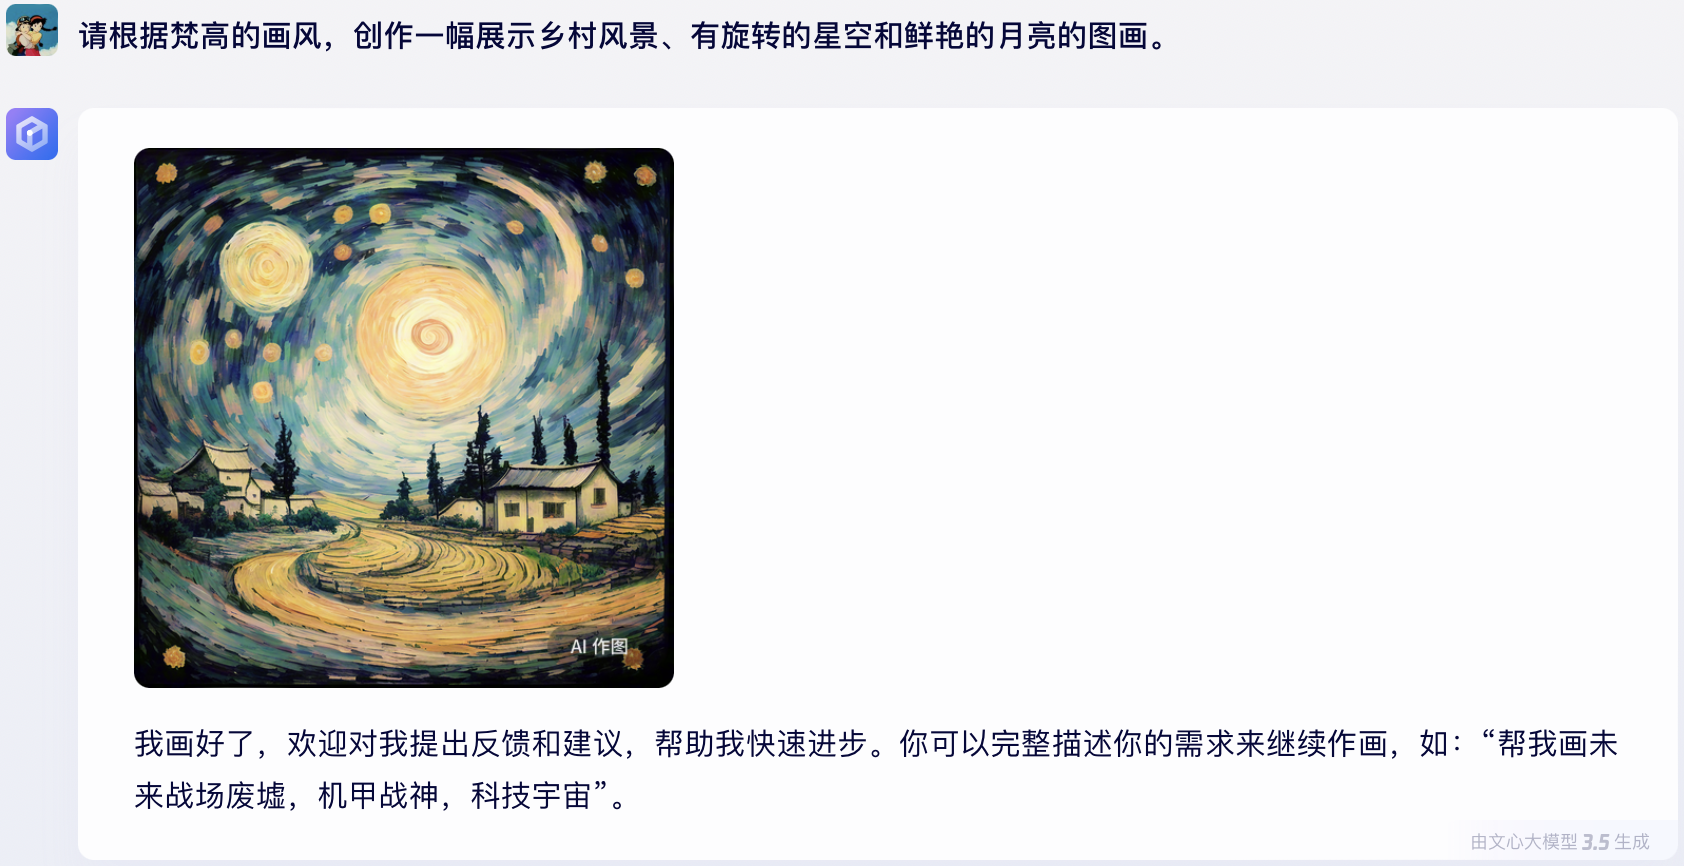 请根据梵高的画风，创作一幅展示乡村风景、有旋转的星空和鲜艳的月亮的图画。
AI 作图
我画好了，欢迎对我提出反馈和建议，帮助我快速进步。你可以完整描述你的需求来继续作画，如：“帮我画未
来战场废墟，机甲战神，科技宇宙”。
由文心大模型 3.5 生成